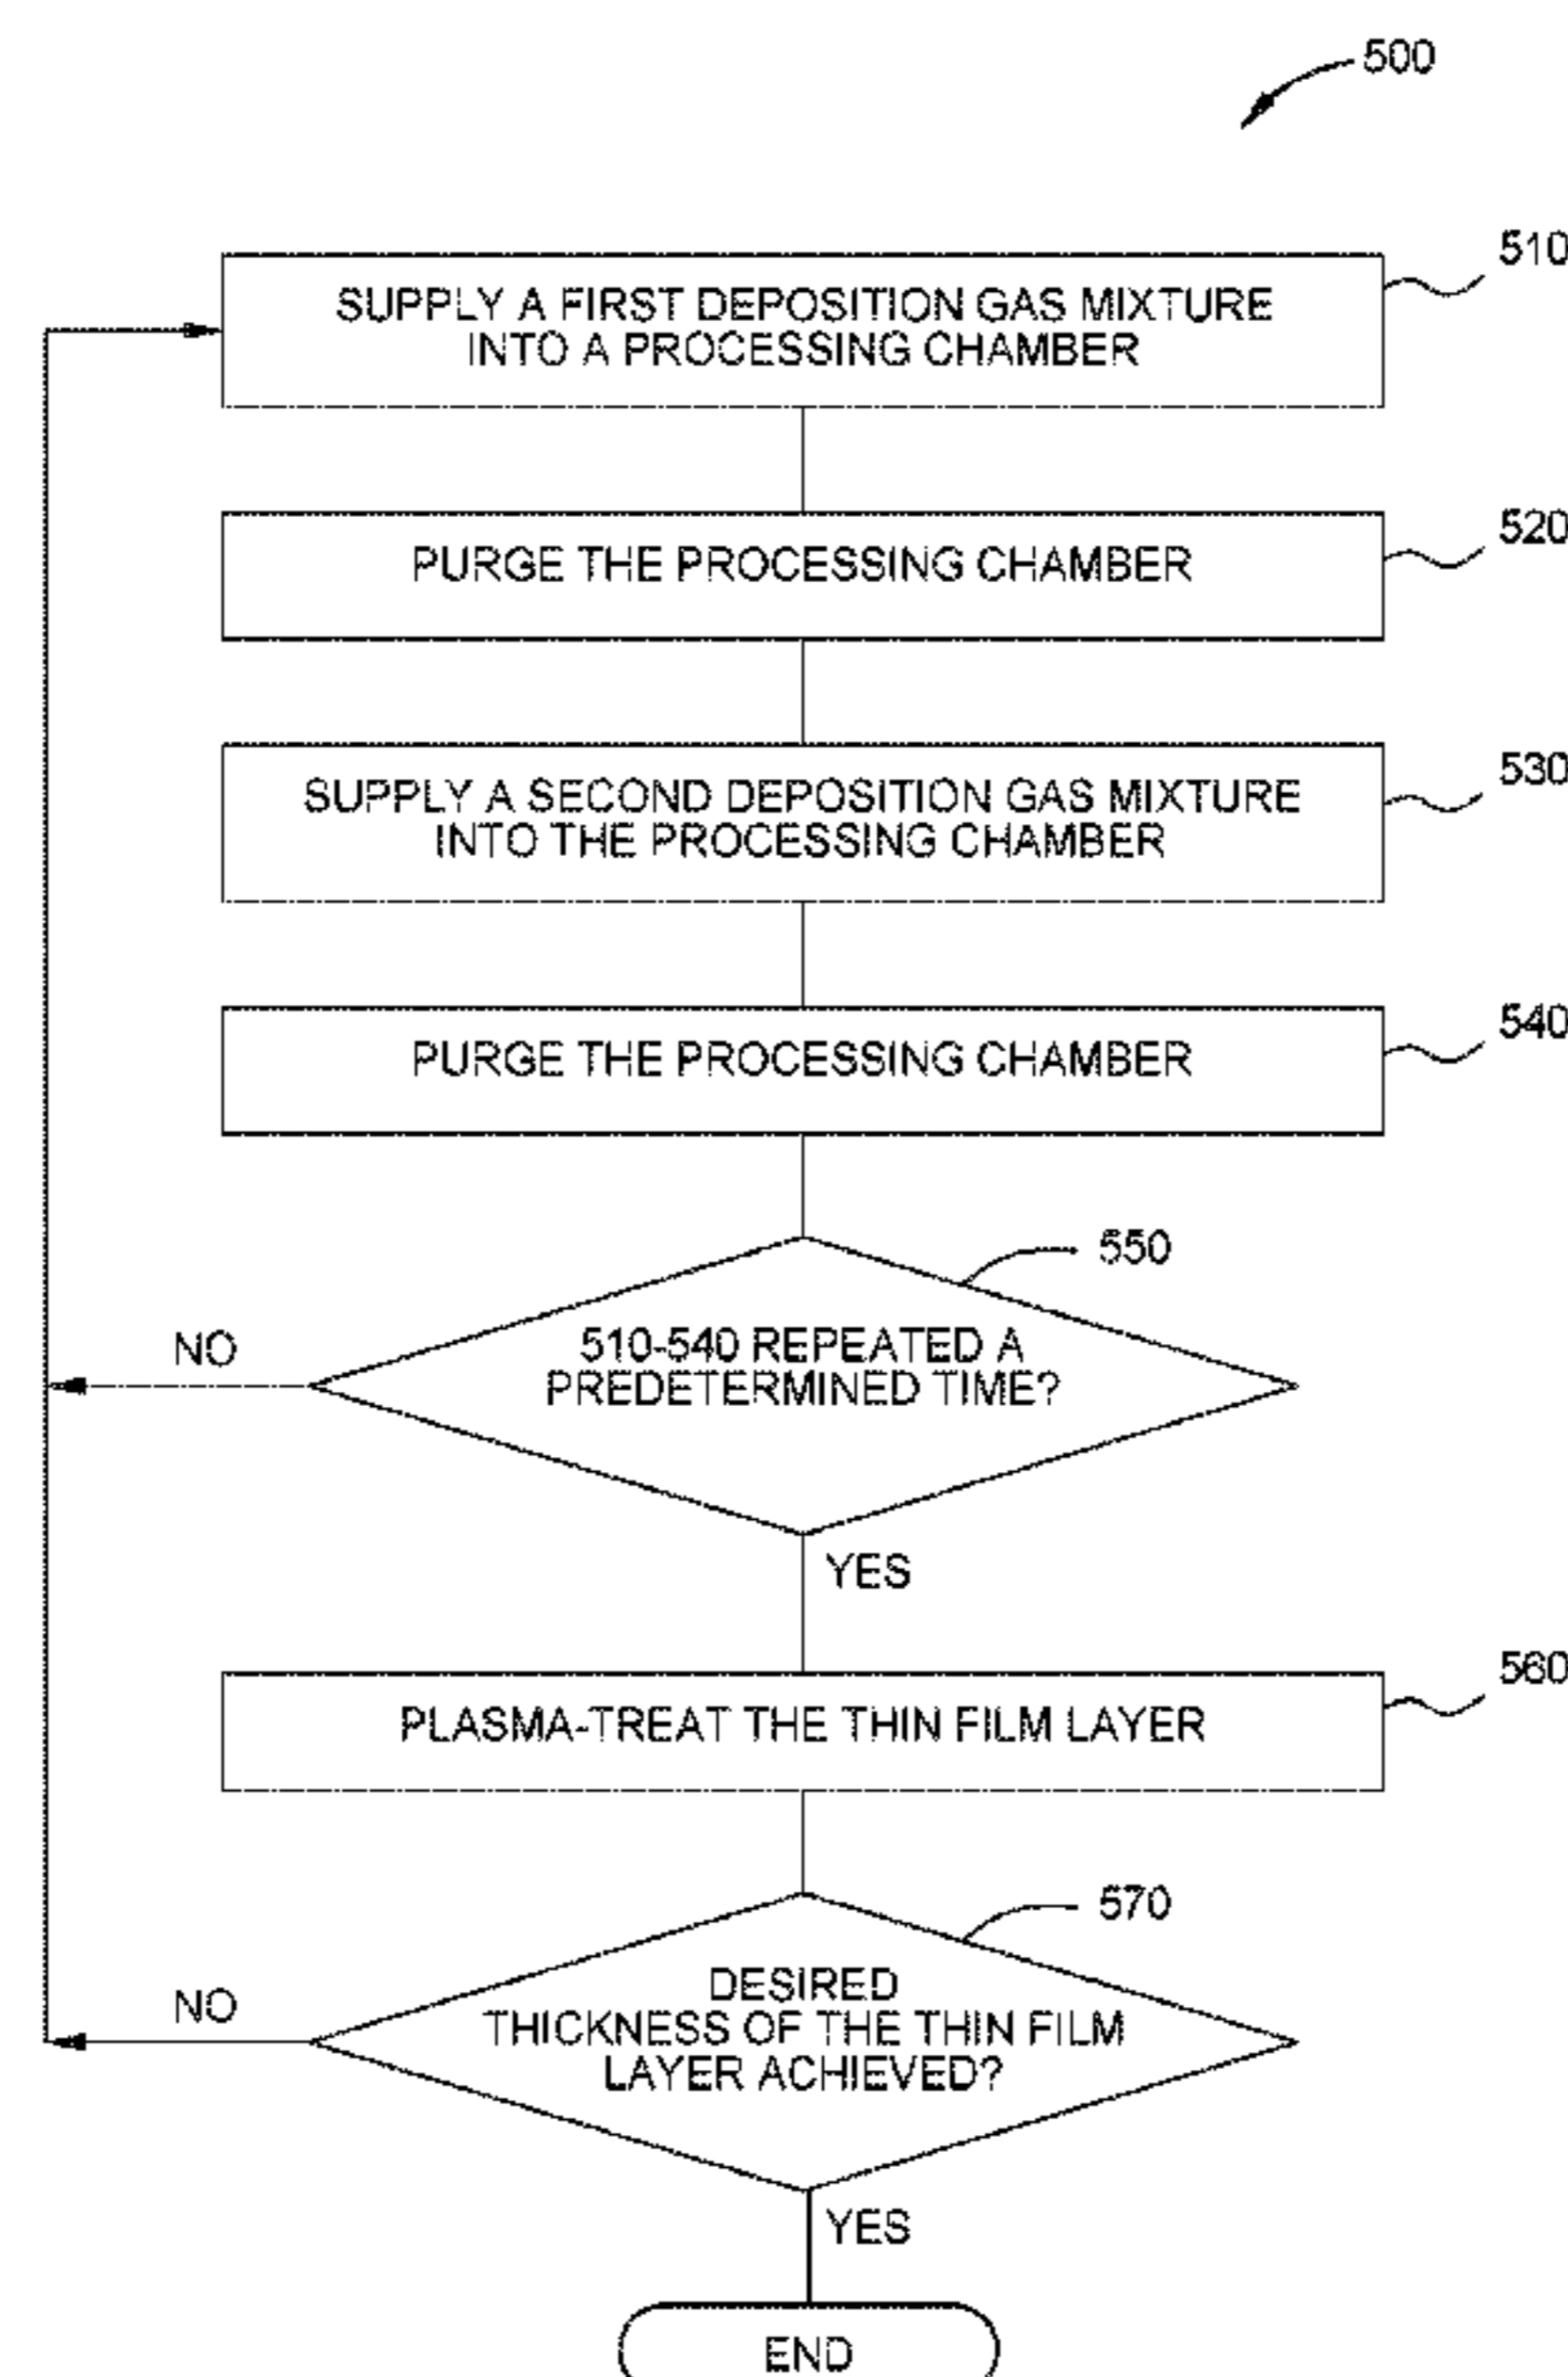 500
510
SUPPLY A FIRST DEPOSITION GAS MIXTURE
INTO A PROCESSING CHAMBER
520
PURGE THE PROCESSING CHAMBER
530
SUPPLY A SECOND DEPOSITION GAS MIXTURE
INTO THE PROCESSING CHAMBER
540
PURGE THE PROCESSING CHAMBER
550
NO
510-540 REPEATED A
PREDETERMINED TIME?
YES
560
PLASMA-TREAT THE THIN FILM LAYER
570
NO
DESIRED
THICKNESS OF THE THIN FILM
LAYER ACHIEVED?
YES
END